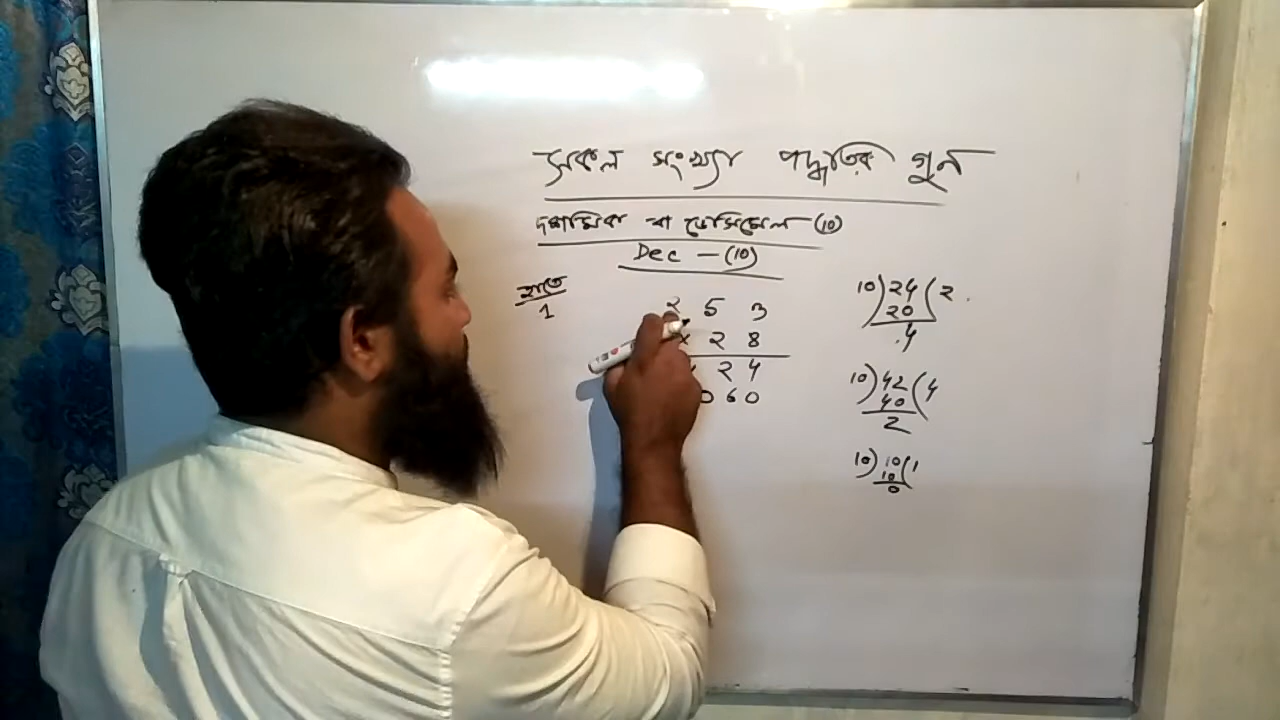 সকল সংখ্যা পদ্ধতির গুন
দশমিক বা ডেসিমেল (10)
Dec - (10)
হাতে
1
2 5 3
× 2 8
2 4
0 6 0
10) 24 ( 2
20
4
10) 42 ( 4
40
2
10) 10 ( 1
10
0